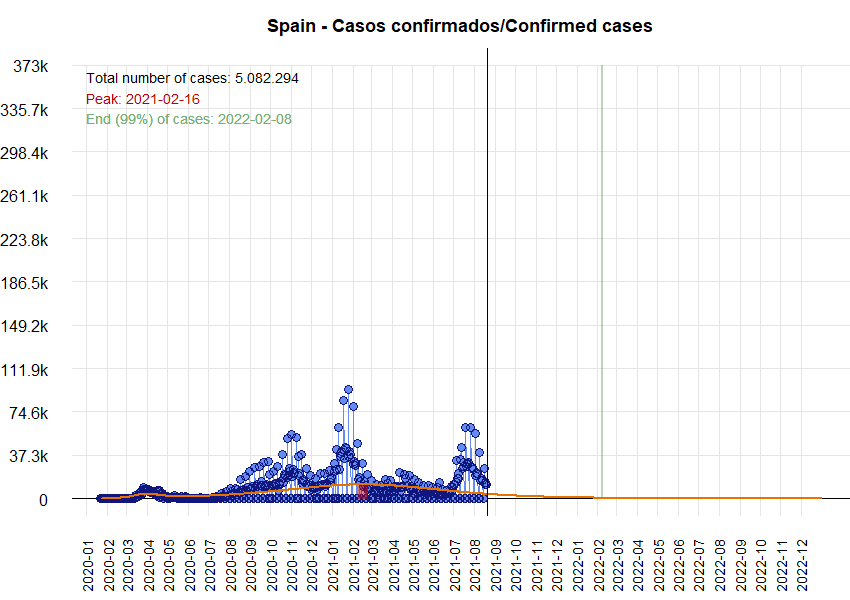 Spain - Casos confirmados/Confirmed cases
373k
335.7k
298.4k
261.1k
223.8k
186.5k
149.2k
111.9k
74.6k
37.3k
0
Total number of cases: 5.082.294
Peak: 2021-02-16
End (99%) of cases: 2022-02-08
2020-01
2020-02
2020-03
2020-04
2020-05
2020-06
2020-07
2020-08
2020-09
2020-10
2020-11
2020-12
2021-01
2021-02
2021-03
2021-04
2021-05
2021-06
2021-07
2021-08
2021-09
2021-10
2021-11
2021-12
2022-01
2022-02
2022-03
2022-04
2022-05
2022-06
2022-07
2022-08
2022-09
2022-10
2022-11
2022-12